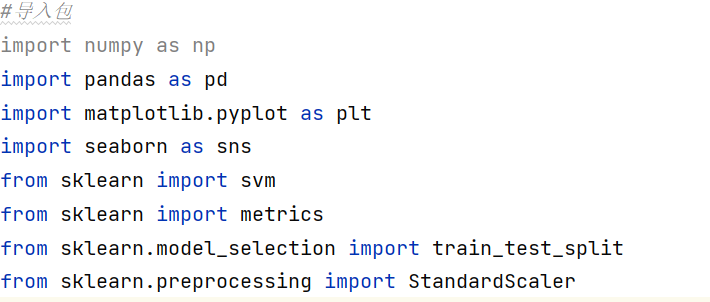 #导入包
import numpy as np
import pandas as pd
import matplotlib.pyplot as plt
import seaborn as sns
from sklearn import svm
from sklearn import metrics
from sklearn.model_selection import train_test_split
from sklearn.preprocessing import StandardScaler